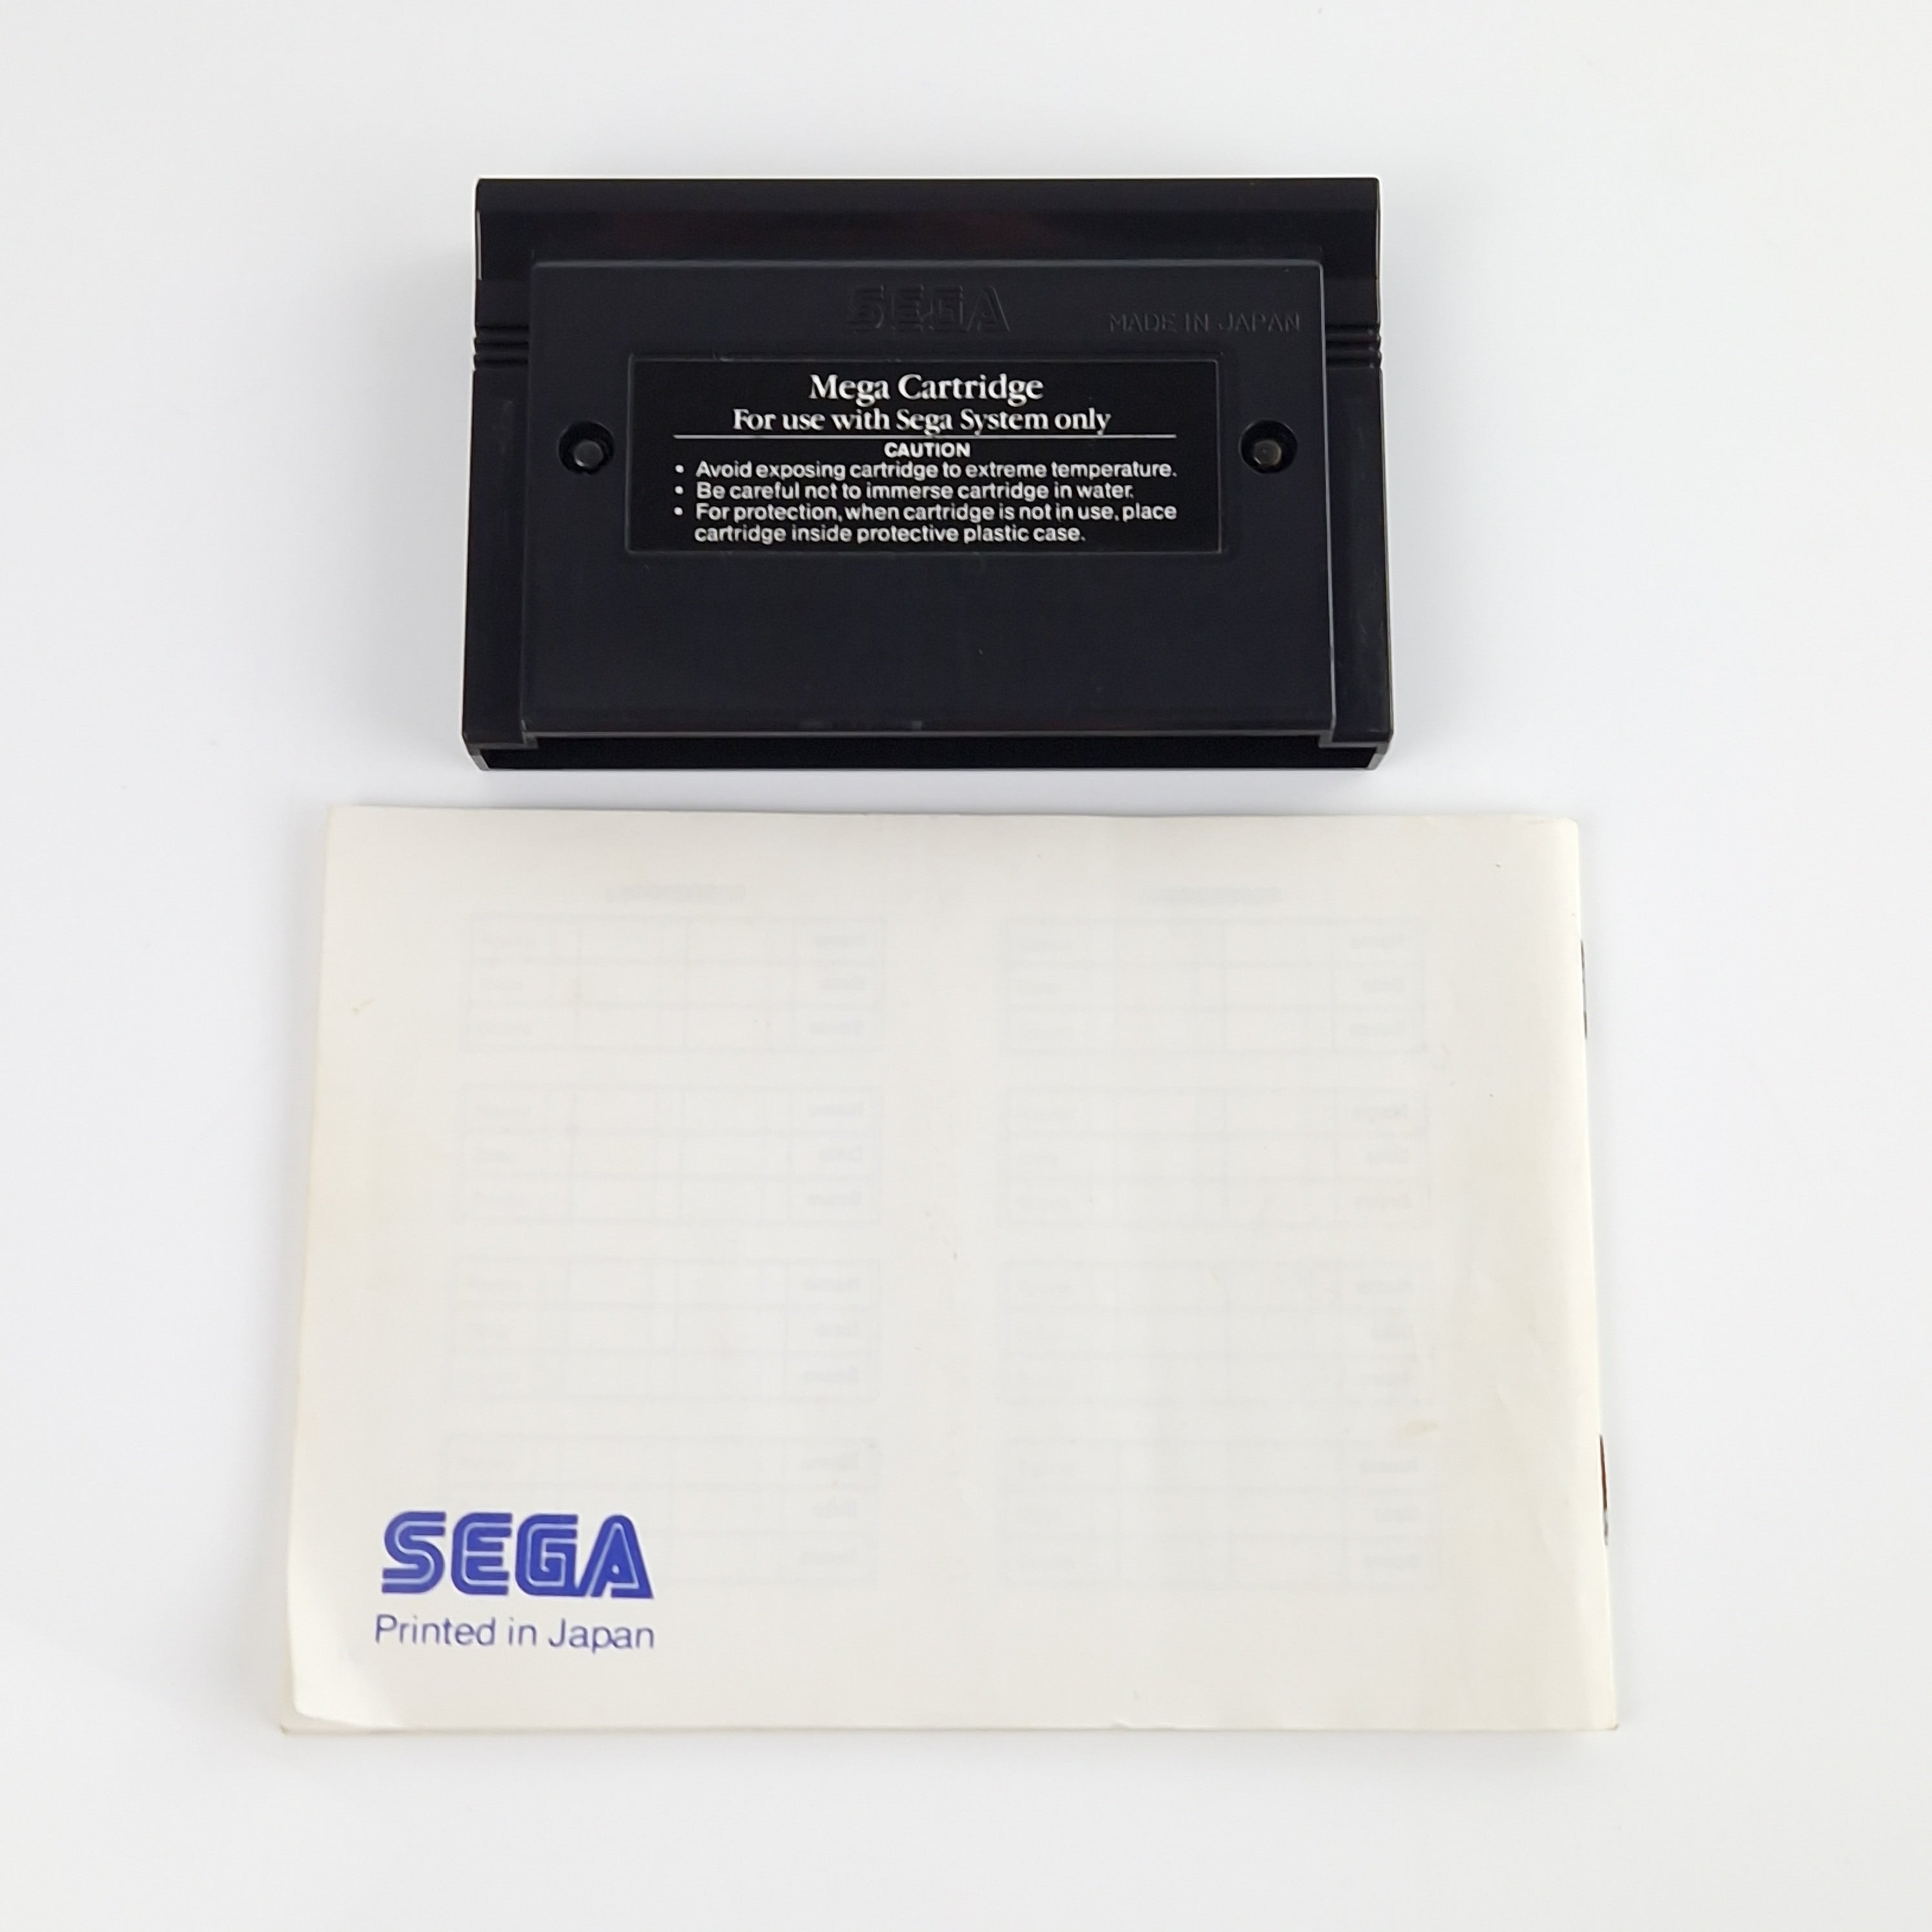 SEGA
MADE IN JAPAN
Mega Cartridge
For use with Sega System only
CAUTION
• Avoid exposing cartridge to extreme temperature.
• Be careful not to immerse cartridge in water.
• For protection, when cartridge is not in use, place
cartridge inside protective plastic case.
SEGA
Printed in Japan